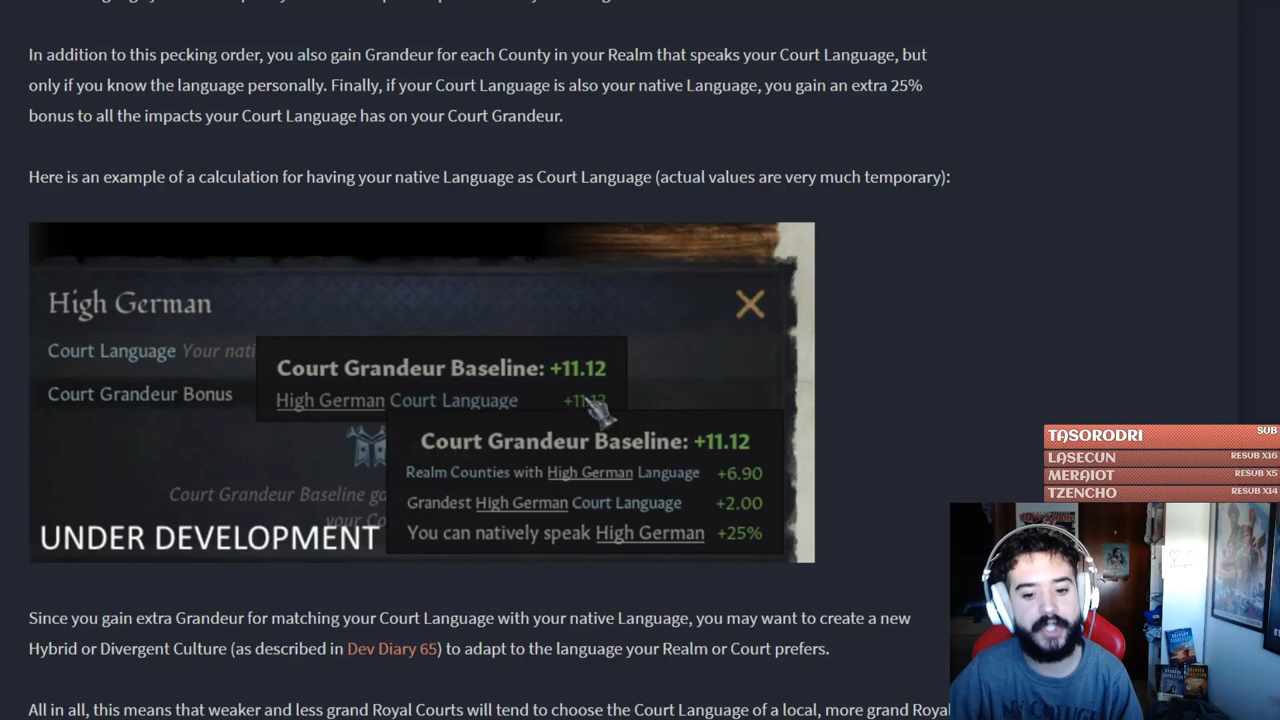 In addition to this pecking order, you also gain Grandeur for each County in your Realm that speaks your Court Language, but
only if you know the language personally. Finally, if your Court Language is also your native Language, you gain an extra 25%
bonus to all the impacts your Court Language has on your Court Grandeur.
Here is an example of a calculation for having your native Language as Court Language (actual values are very much temporary):
High German
Court Language Your nati
Court Grandeur Baseline: +11.12
Court Grandeur Bonus
High German Court Language
Court Grandeur Baseline: +11.12
Realm Counties with High German Language +6.90
Court Grandeur Baseline
Grandest High German Court Language +2.00
UNDER DEVELOPMENT
You can natively speak High German +25%
Since you gain extra Grandeur for matching your Court Language with your native Language, you may want to create a new
Hybrid or Divergent Culture (as described in Dev Diary 65) to adapt to the language your Realm or Court prefers.
All in all, this means that weaker and less grand Royal Courts will tend to choose the Court Language of a local, more grand Royal
TASORODRI SUB
LASECUN RESUB X16
MERAIOT RESUB X5
TZENCHO RESUB X14